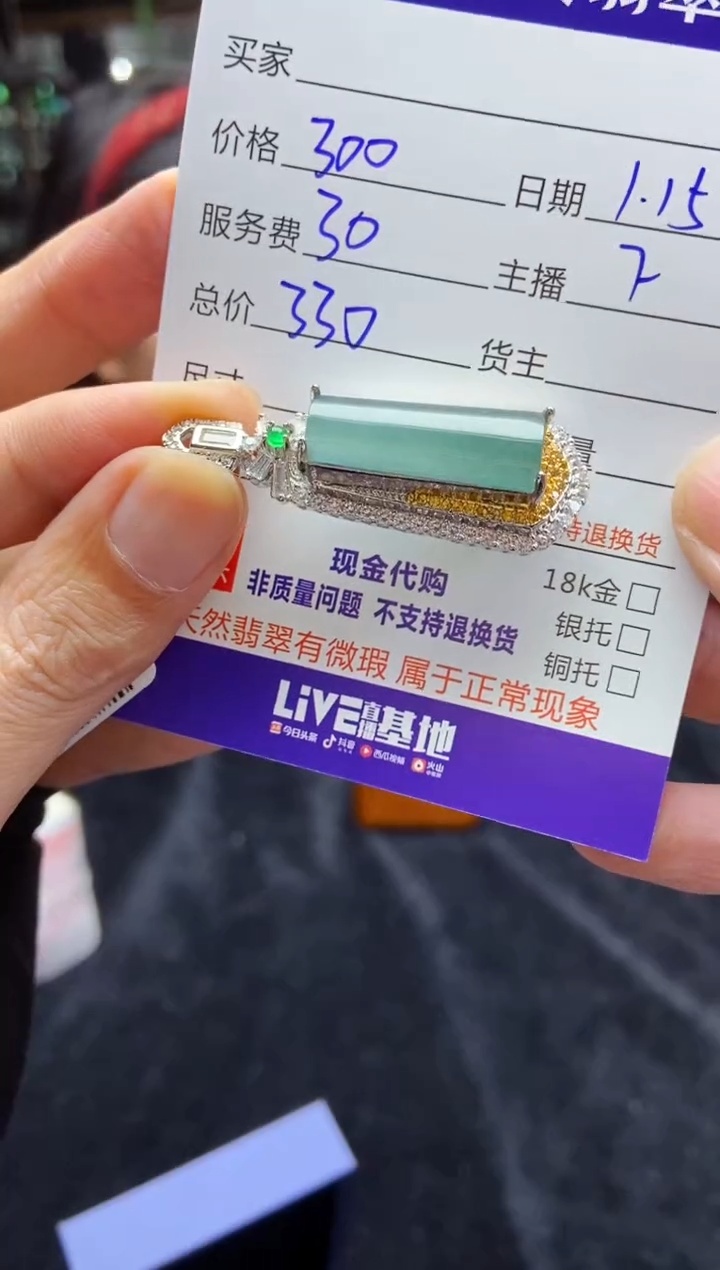 翡翠
买家
价格 300 日期 1.15
服务费 30 主播 7
总价 330 货主
尺寸
持退换货
现金代购 18k金
非质量问题 不支持退换货 银托
天然翡翠有微瑕 属于正常现象 铜托
LiVE直播基地
今日头条 抖音 西瓜视频 火山